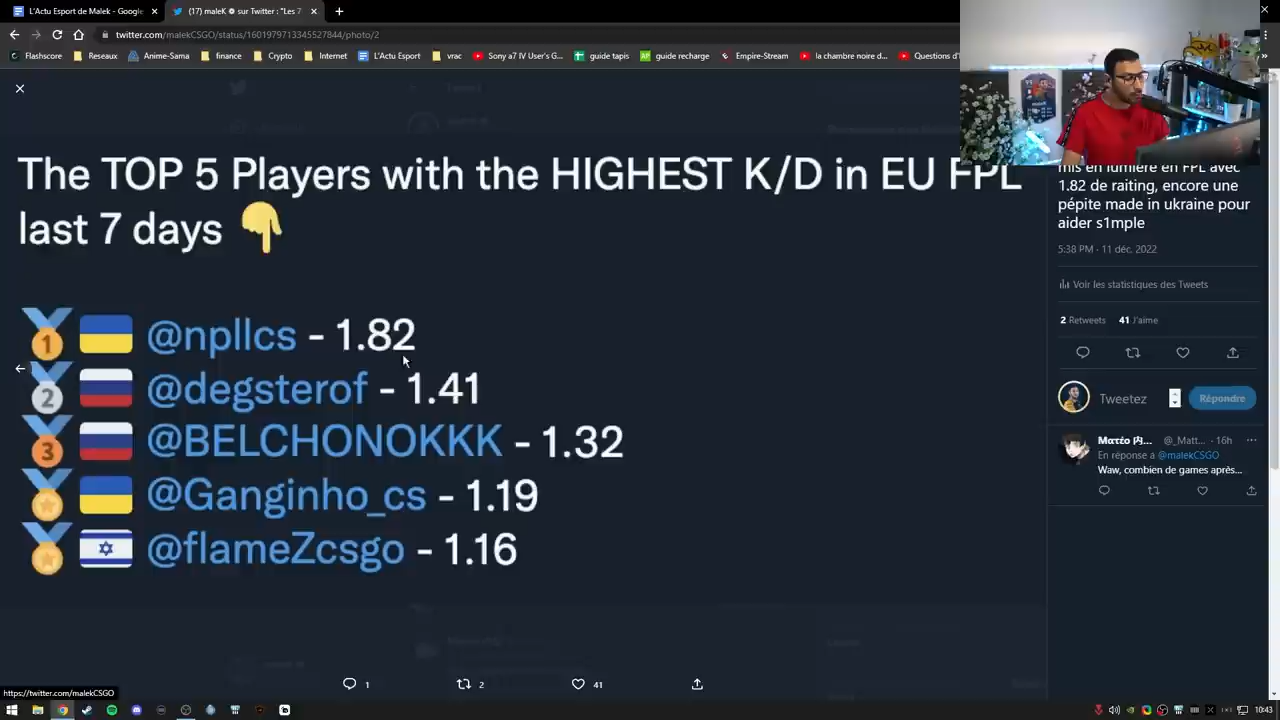 L'Actu Esport de Malek - Google
(17) maleK sur Twitter : "Les 7
twitter.com/malekCSGO/status/1601979713345527844/photo/2
Flashscore
Reseaux
Anime-Sama
finance
Crypto
Internet
L'Actu Esport
vrac
Sony a7 IV User's G...
guide tapis
guide recharge
Empire-Stream
la chambre noire d...
Questions d'i
The TOP 5 Players with the HIGHEST K/D in EU FPL
last 7 days 👇
@npllcs - 1.82
@degsterof - 1.41
@BELCHONOKKK - 1.32
@Ganginho_cs - 1.19
@flameZcsgo - 1.16
1
2
41
mis en lumière en FPL avec
1.82 de raiting, encore une
pépite made in ukraine pour
aider s1mple
5:38 PM · 11 déc. 2022
Voir les statistiques des Tweets
2 Retweets 41 J'aime
Tweetez
Répondre
@_Matt... · 16h
En réponse à @malekCSGO
Waw, combien de games après...
https://twitter.com/malekCSGO
10:43